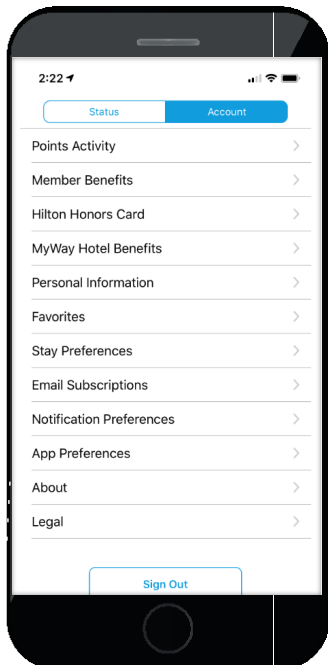 2:22
Status Account
Points Activity
Member Benefits
Hilton Honors Card
MyWay Hotel Benefits
Personal Information
Favorites
Stay Preferences
Email Subscriptions
Notification Preferences
App Preferences
About
Legal
Sign Out